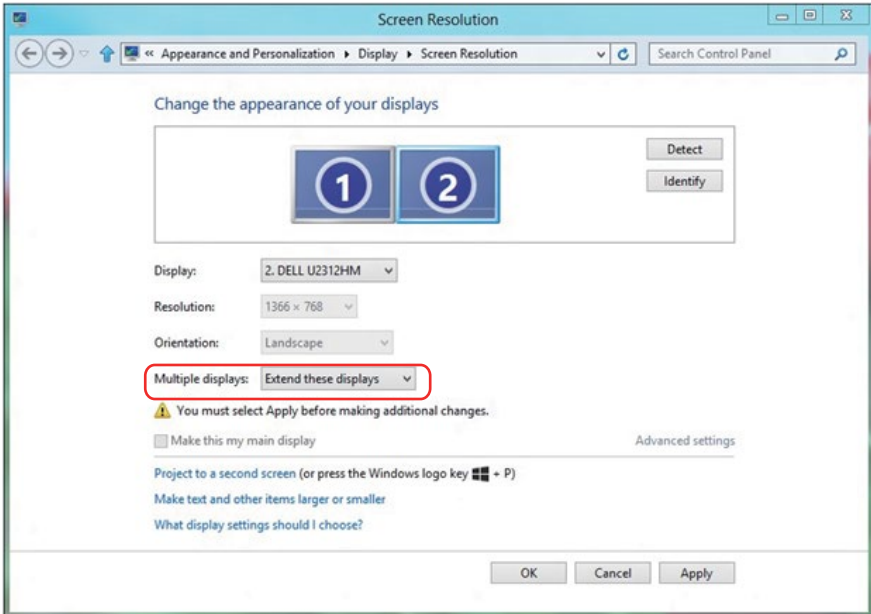 Screen Resolution
« Appearance and Personalization ▸ Display ▸ Screen Resolution
Search Control Panel
Change the appearance of your displays
1 2
Detect
Identify
Display: 2. DELL U2312HM
Resolution: 1366 × 768
Orientation: Landscape
Multiple displays: Extend these displays
You must select Apply before making additional changes.
Make this my main display Advanced settings
Project to a second screen (or press the Windows logo key + P)
Make text and other items larger or smaller
What display settings should I choose?
OK Cancel Apply